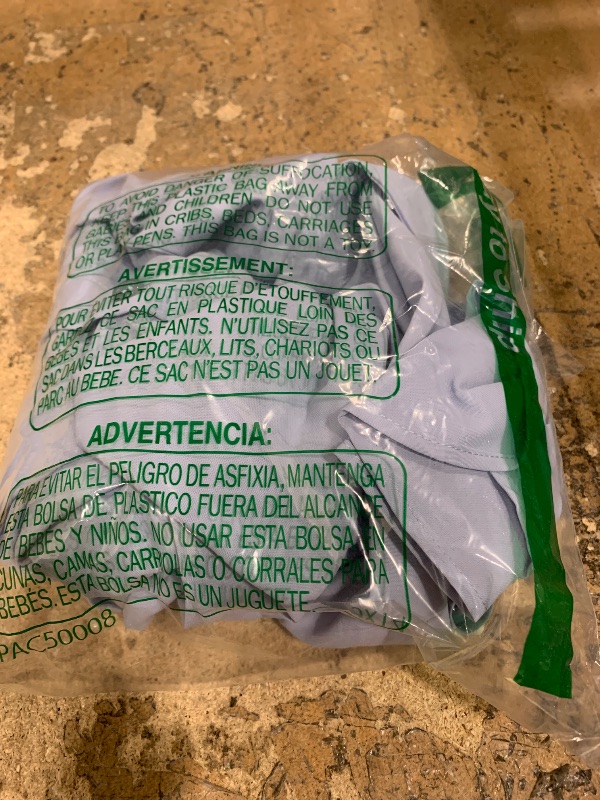 TO AVOID DANGER OF SUFFOCATION,
KEEP THIS PLASTIC BAG AWAY FROM
BABIES AND CHILDREN. DO NOT USE
THIS BAG IN CRIBS, BEDS, CARRIAGES
OR PLAY PENS. THIS BAG IS NOT A TOY
AVERTISSEMENT:
POUR EVITER TOUT RISQUE D'ETOUFFEMENT,
GARDEZ CE SAC EN PLASTIQUE LOIN DES
BEBES ET LES ENFANTS. N'UTILISEZ PAS CE
SAC DANS LES BERCEAUX, LITS, CHARIOTS OU
PARC AU BEBE. CE SAC N'EST PAS UN JOUET.
ADVERTENCIA:
PARA EVITAR EL PELIGRO DE ASFIXIA, MANTENGA
ESTA BOLSA DE PLASTICO FUERA DEL ALCANCE
DE BEBÉS Y NIÑOS. NO USAR ESTA BOLSA EN
CUNAS, CAMAS, CARRIOLAS O CORRALES PARA
BEBÉS. ESTA BOLSA NO ES UN JUGUETE.
PAC50008
y to Ship